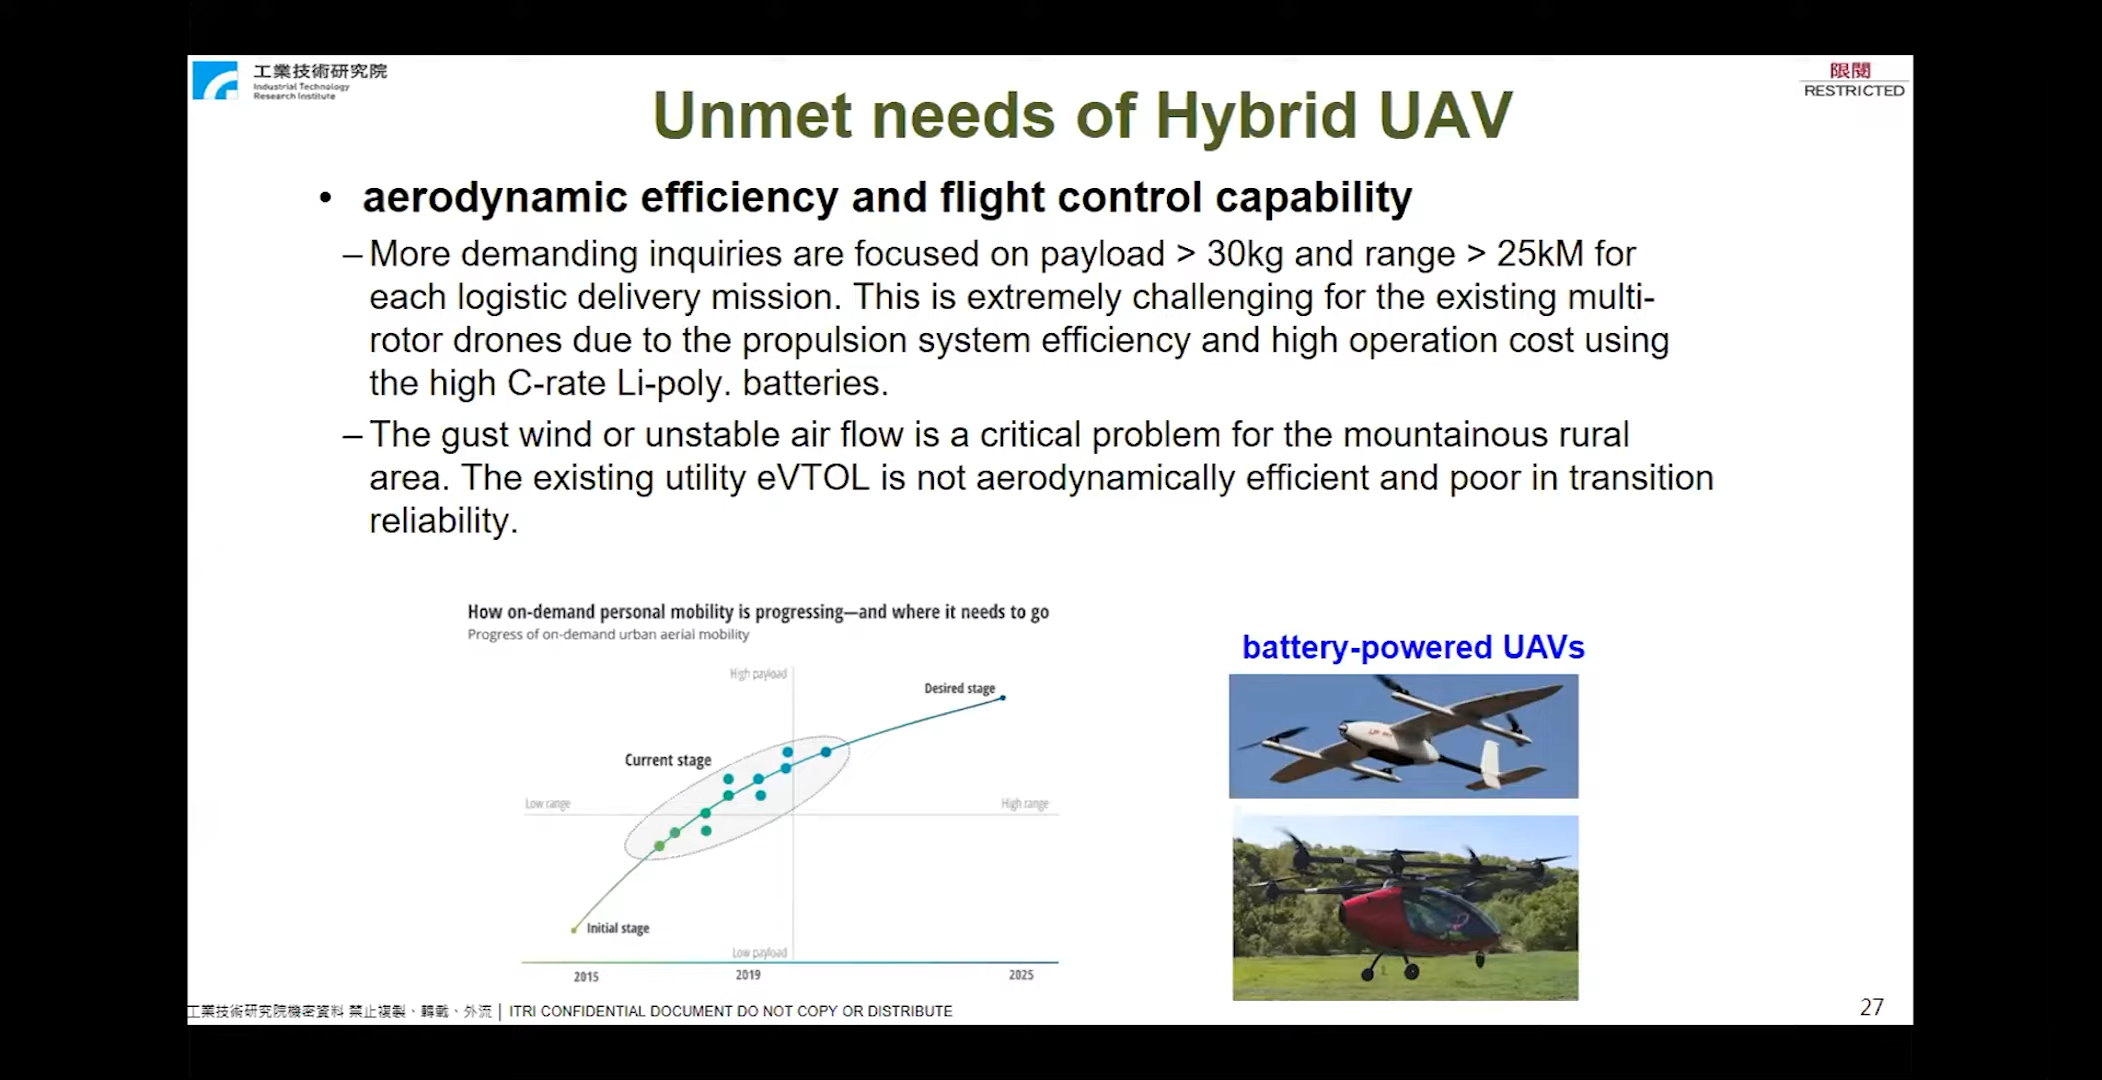 工業技術研究院
Industrial Technology
Research Institute
限閱
RESTRICTED
Unmet needs of Hybrid UAV
• aerodynamic efficiency and flight control capability
– More demanding inquiries are focused on payload > 30kg and range > 25kM for
each logistic delivery mission. This is extremely challenging for the existing multi-
rotor drones due to the propulsion system efficiency and high operation cost using
the high C-rate Li-poly. batteries.
– The gust wind or unstable air flow is a critical problem for the mountainous rural
area. The existing utility eVTOL is not aerodynamically efficient and poor in transition
reliability.
How on-demand personal mobility is progressing—and where it needs to go
Progress of on-demand urban aerial mobility
High payload
Desired stage
Current stage
Low range
High range
Initial stage
Low payload
2015
2019
2025
battery-powered UAVs
工業技術研究院機密資料 禁止複製、轉載、外流 | ITRI CONFIDENTIAL DOCUMENT DO NOT COPY OR DISTRIBUTE
27